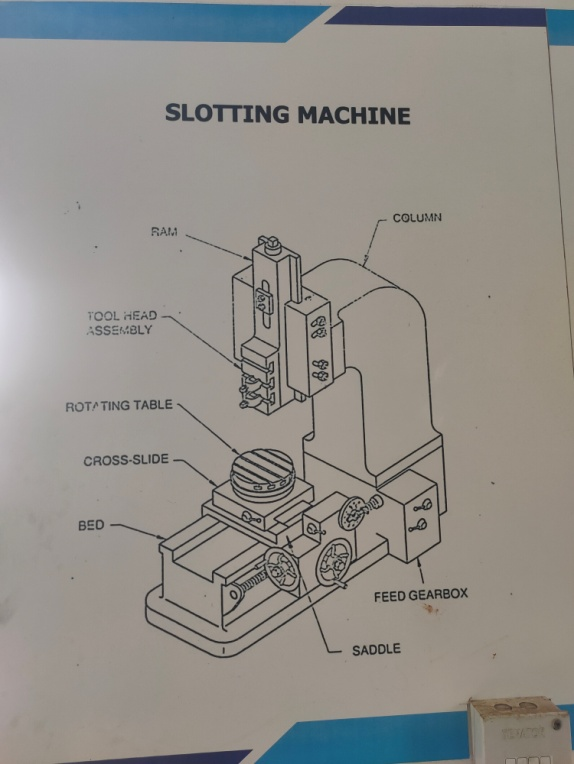 SLOTTING MACHINE
COLUMN
RAM
TOOL HEAD
ASSEMBLY
ROTATING TABLE
CROSS-SLIDE
BED
FEED GEARBOX
SADDLE